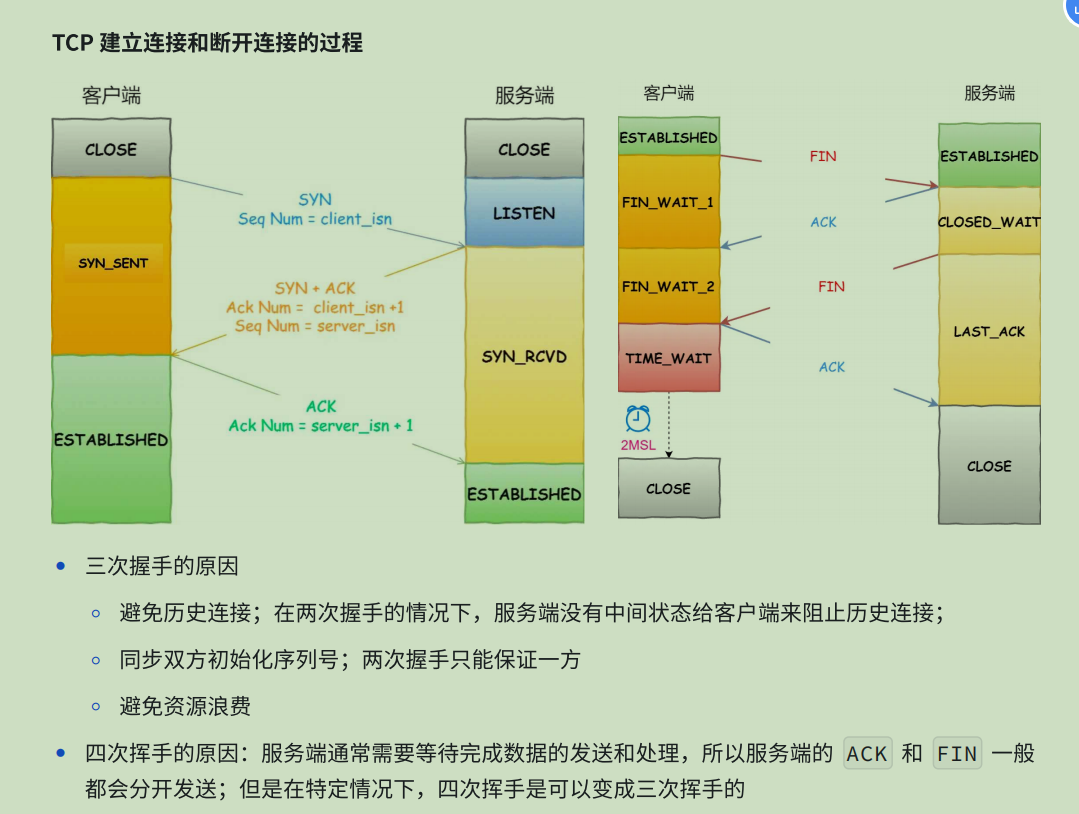 TCP 建立连接和断开连接的过程
客户端
服务端
CLOSE
CLOSE
SYN
Seq Num = client_isn
LISTEN
SYN_SENT
SYN + ACK
Ack Num = client_isn +1
Seq Num = server_isn
SYN_RCVD
ACK
Ack Num = server_isn + 1
ESTABLISHED
ESTABLISHED
客户端
服务端
ESTABLISHED
FIN
ESTABLISHED
FIN_WAIT_1
ACK
CLOSED_WAIT
FIN_WAIT_2
FIN
LAST_ACK
TIME_WAIT
ACK
2MSL
CLOSE
CLOSE
三次握手的原因
避免历史连接；在两次握手的情况下，服务端没有中间状态给客户端来阻止历史连接；
同步双方初始化序列号；两次握手只能保证一方
避免资源浪费
四次挥手的原因：服务端通常需要等待完成数据的发送和处理，所以服务端的 ACK 和 FIN 一般
都会分开发送；但是在特定情况下，四次挥手是可以变成三次挥手的